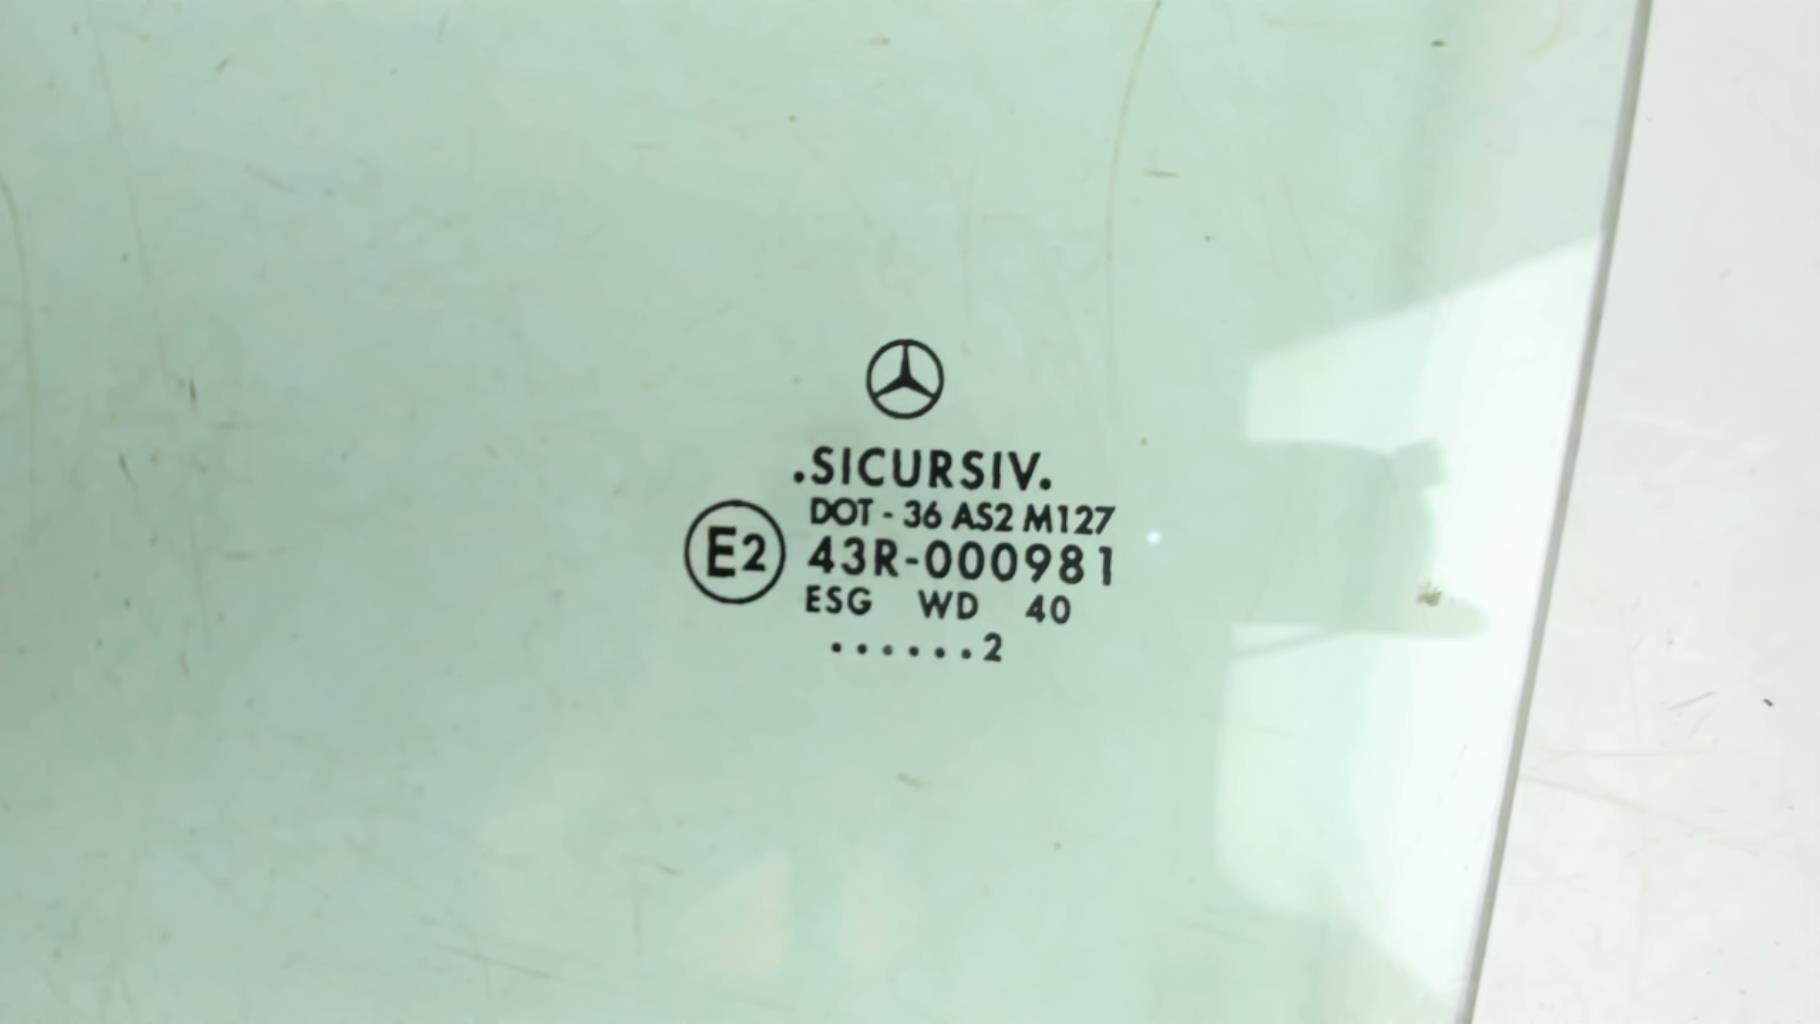 .SICURSIV.
DOT - 36 AS2 M127
E2 43R-000981
ESG WD 40
......2